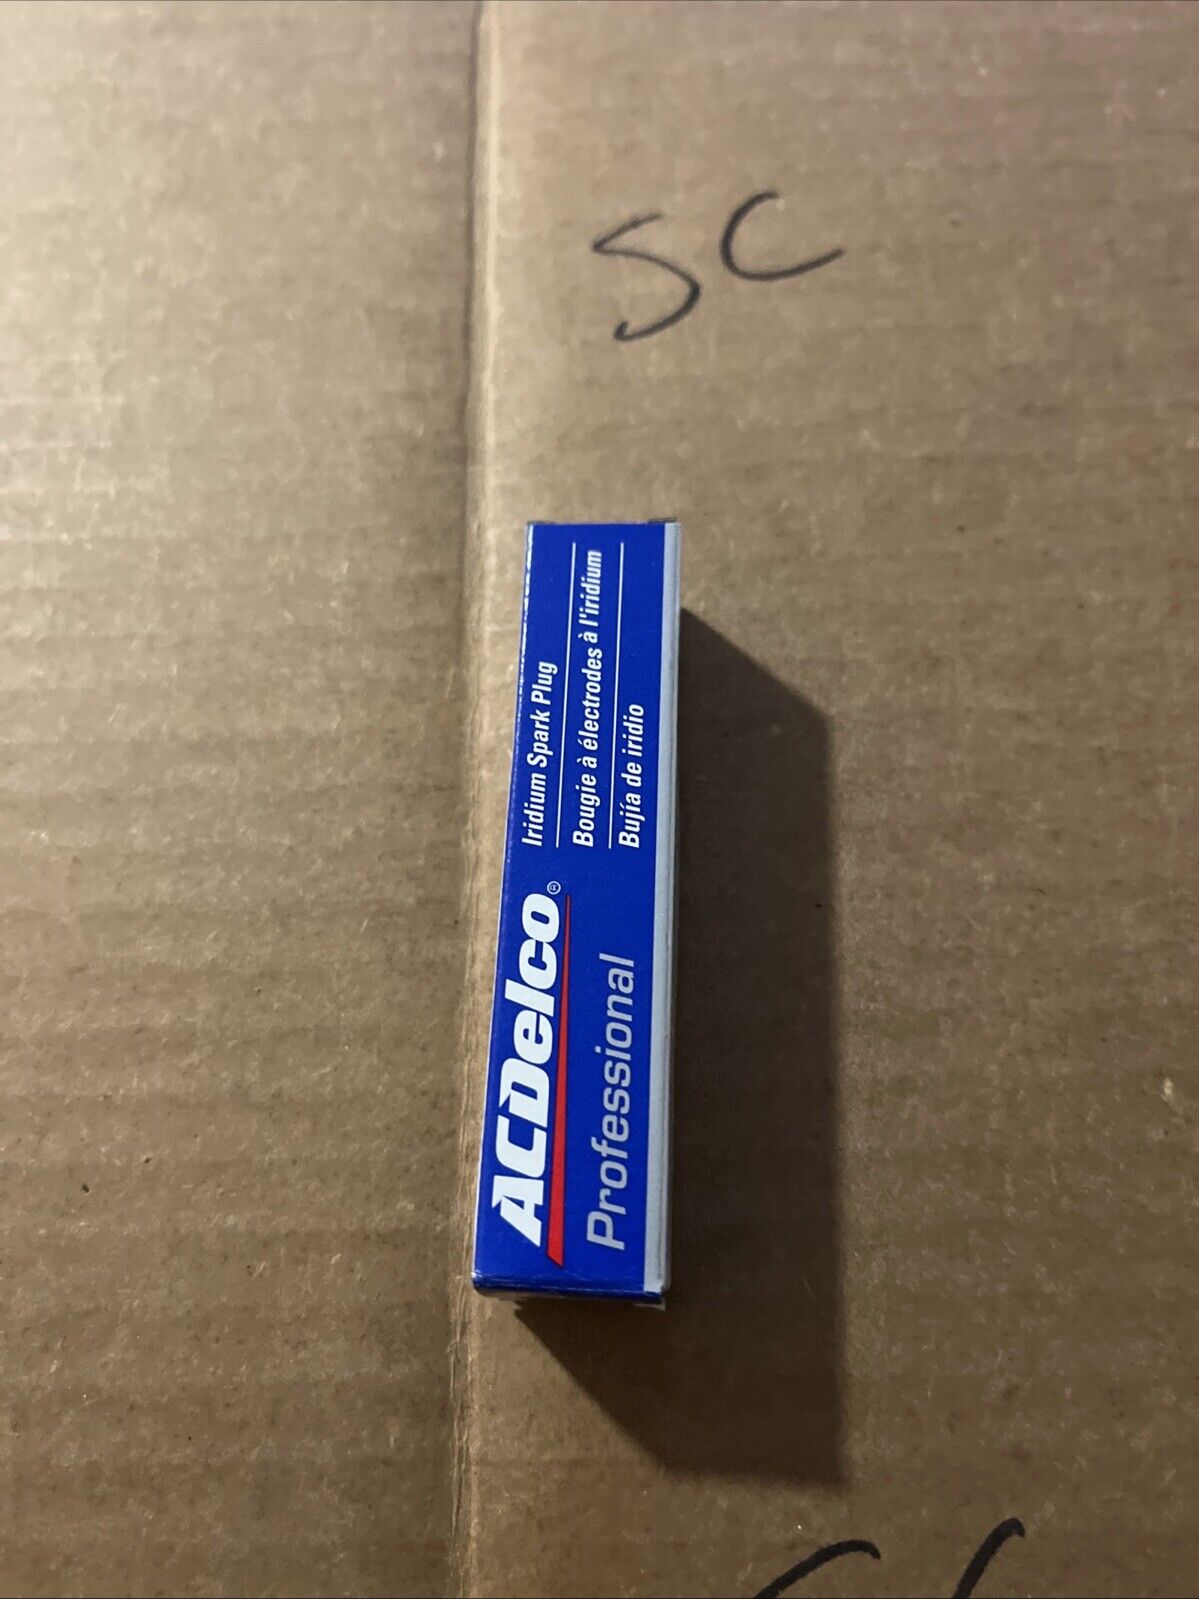 SC
ACDelco®
Professional
Iridium Spark Plug
Bougie à électrodes à l'iridium
Bujía de iridio